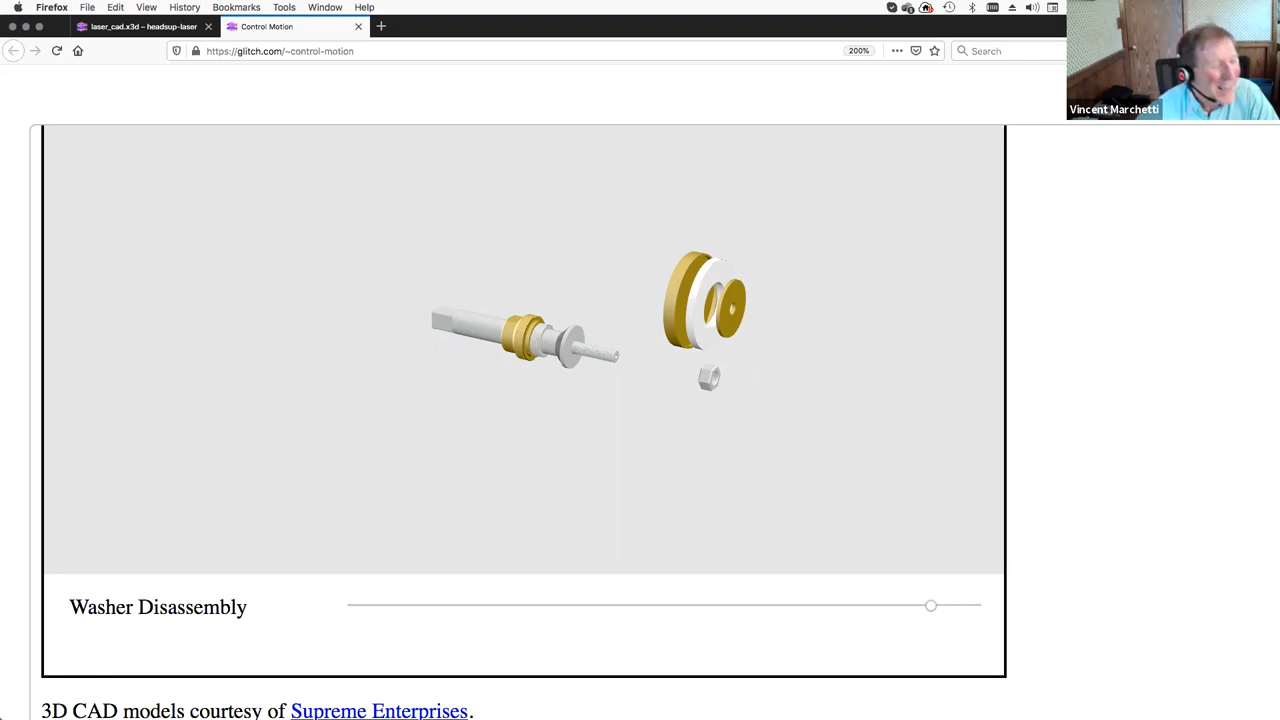 Firefox File Edit View History Bookmarks Tools Window Help
laser_cad.x3d – headsup-laser
Control Motion
https://glitch.com/~control-motion
200%
Search
Vincent Marchetti
Washer Disassembly
3D CAD models courtesy of Supreme Enterprises.